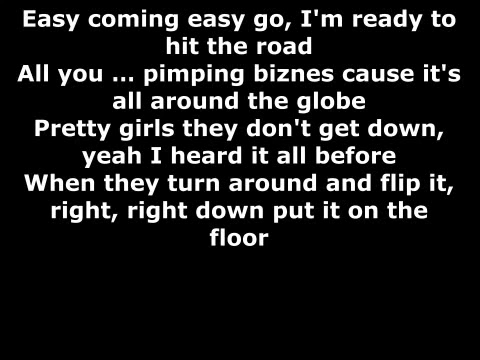 Easy coming easy go, I'm ready to
hit the road
All you ... pimping biznes cause it's
all around the globe
Pretty girls they don't get down,
yeah I heard it all before
When they turn around and flip it,
right, right down put it on the
floor